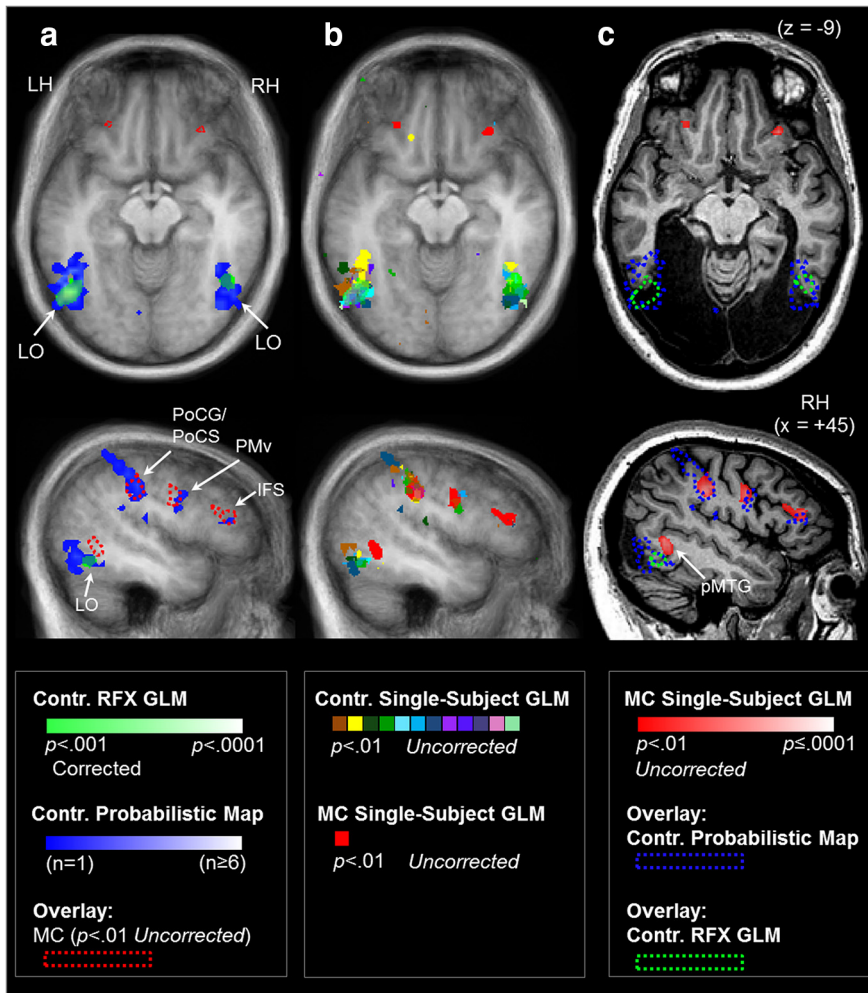 a
b
c
(z = -9)
LH
RH
LO
LO
PoCG/
PoCS
PMv
IFS
LO
RH
(x = +45)
pMTG
Contr. RFX GLM
p<.001 p<.0001
Corrected
Contr. Probabilistic Map
(n=1) (n≥6)
Overlay:
MC (p<.01 Uncorrected)
Contr. Single-Subject GLM
p<.01 Uncorrected
MC Single-Subject GLM
p<.01 Uncorrected
MC Single-Subject GLM
p<.01 p≤.0001
Uncorrected
Overlay:
Contr. Probabilistic Map
Overlay:
Contr. RFX GLM